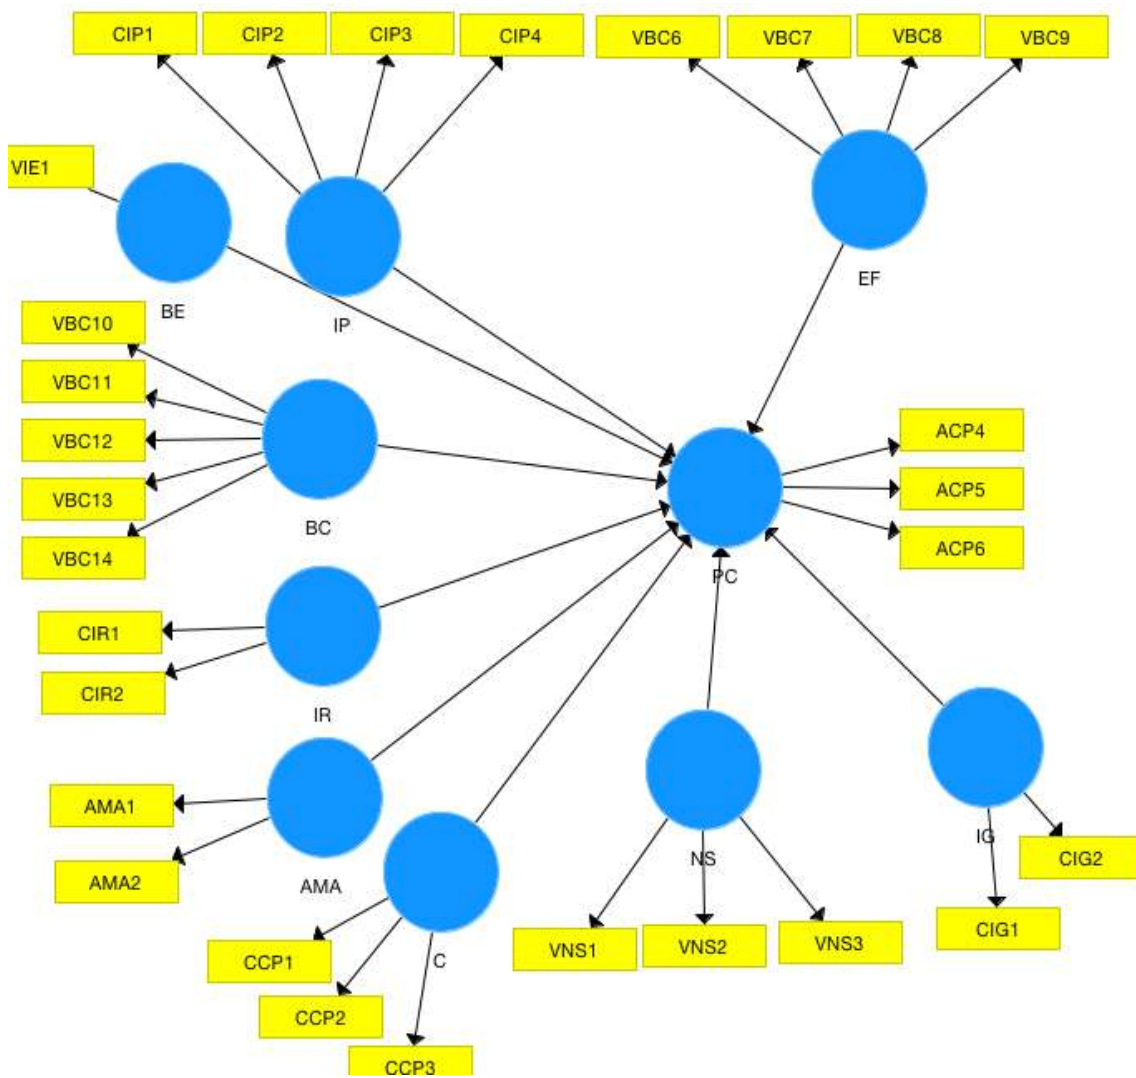 CIP1
CIP2
CIP3
CIP4
VBC6
VBC7
VBC8
VBC9
VIE1
BE
IP
EF
VBC10
VBC11
VBC12
VBC13
VBC14
BC
ACP4
ACP5
ACP6
PC
CIR1
CIR2
IR
AMA1
AMA2
AMA
C
CCP1
CCP2
CCP3
NS
VNS1
VNS2
VNS3
IG
CIG2
CIG1